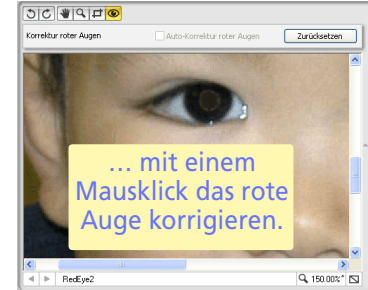 Korrektur roter Augen
Auto-Korrektur roter Augen
Zurücksetzen
... mit einem
Mausklick das rote
Auge korrigieren.
RedEye2
150.00%